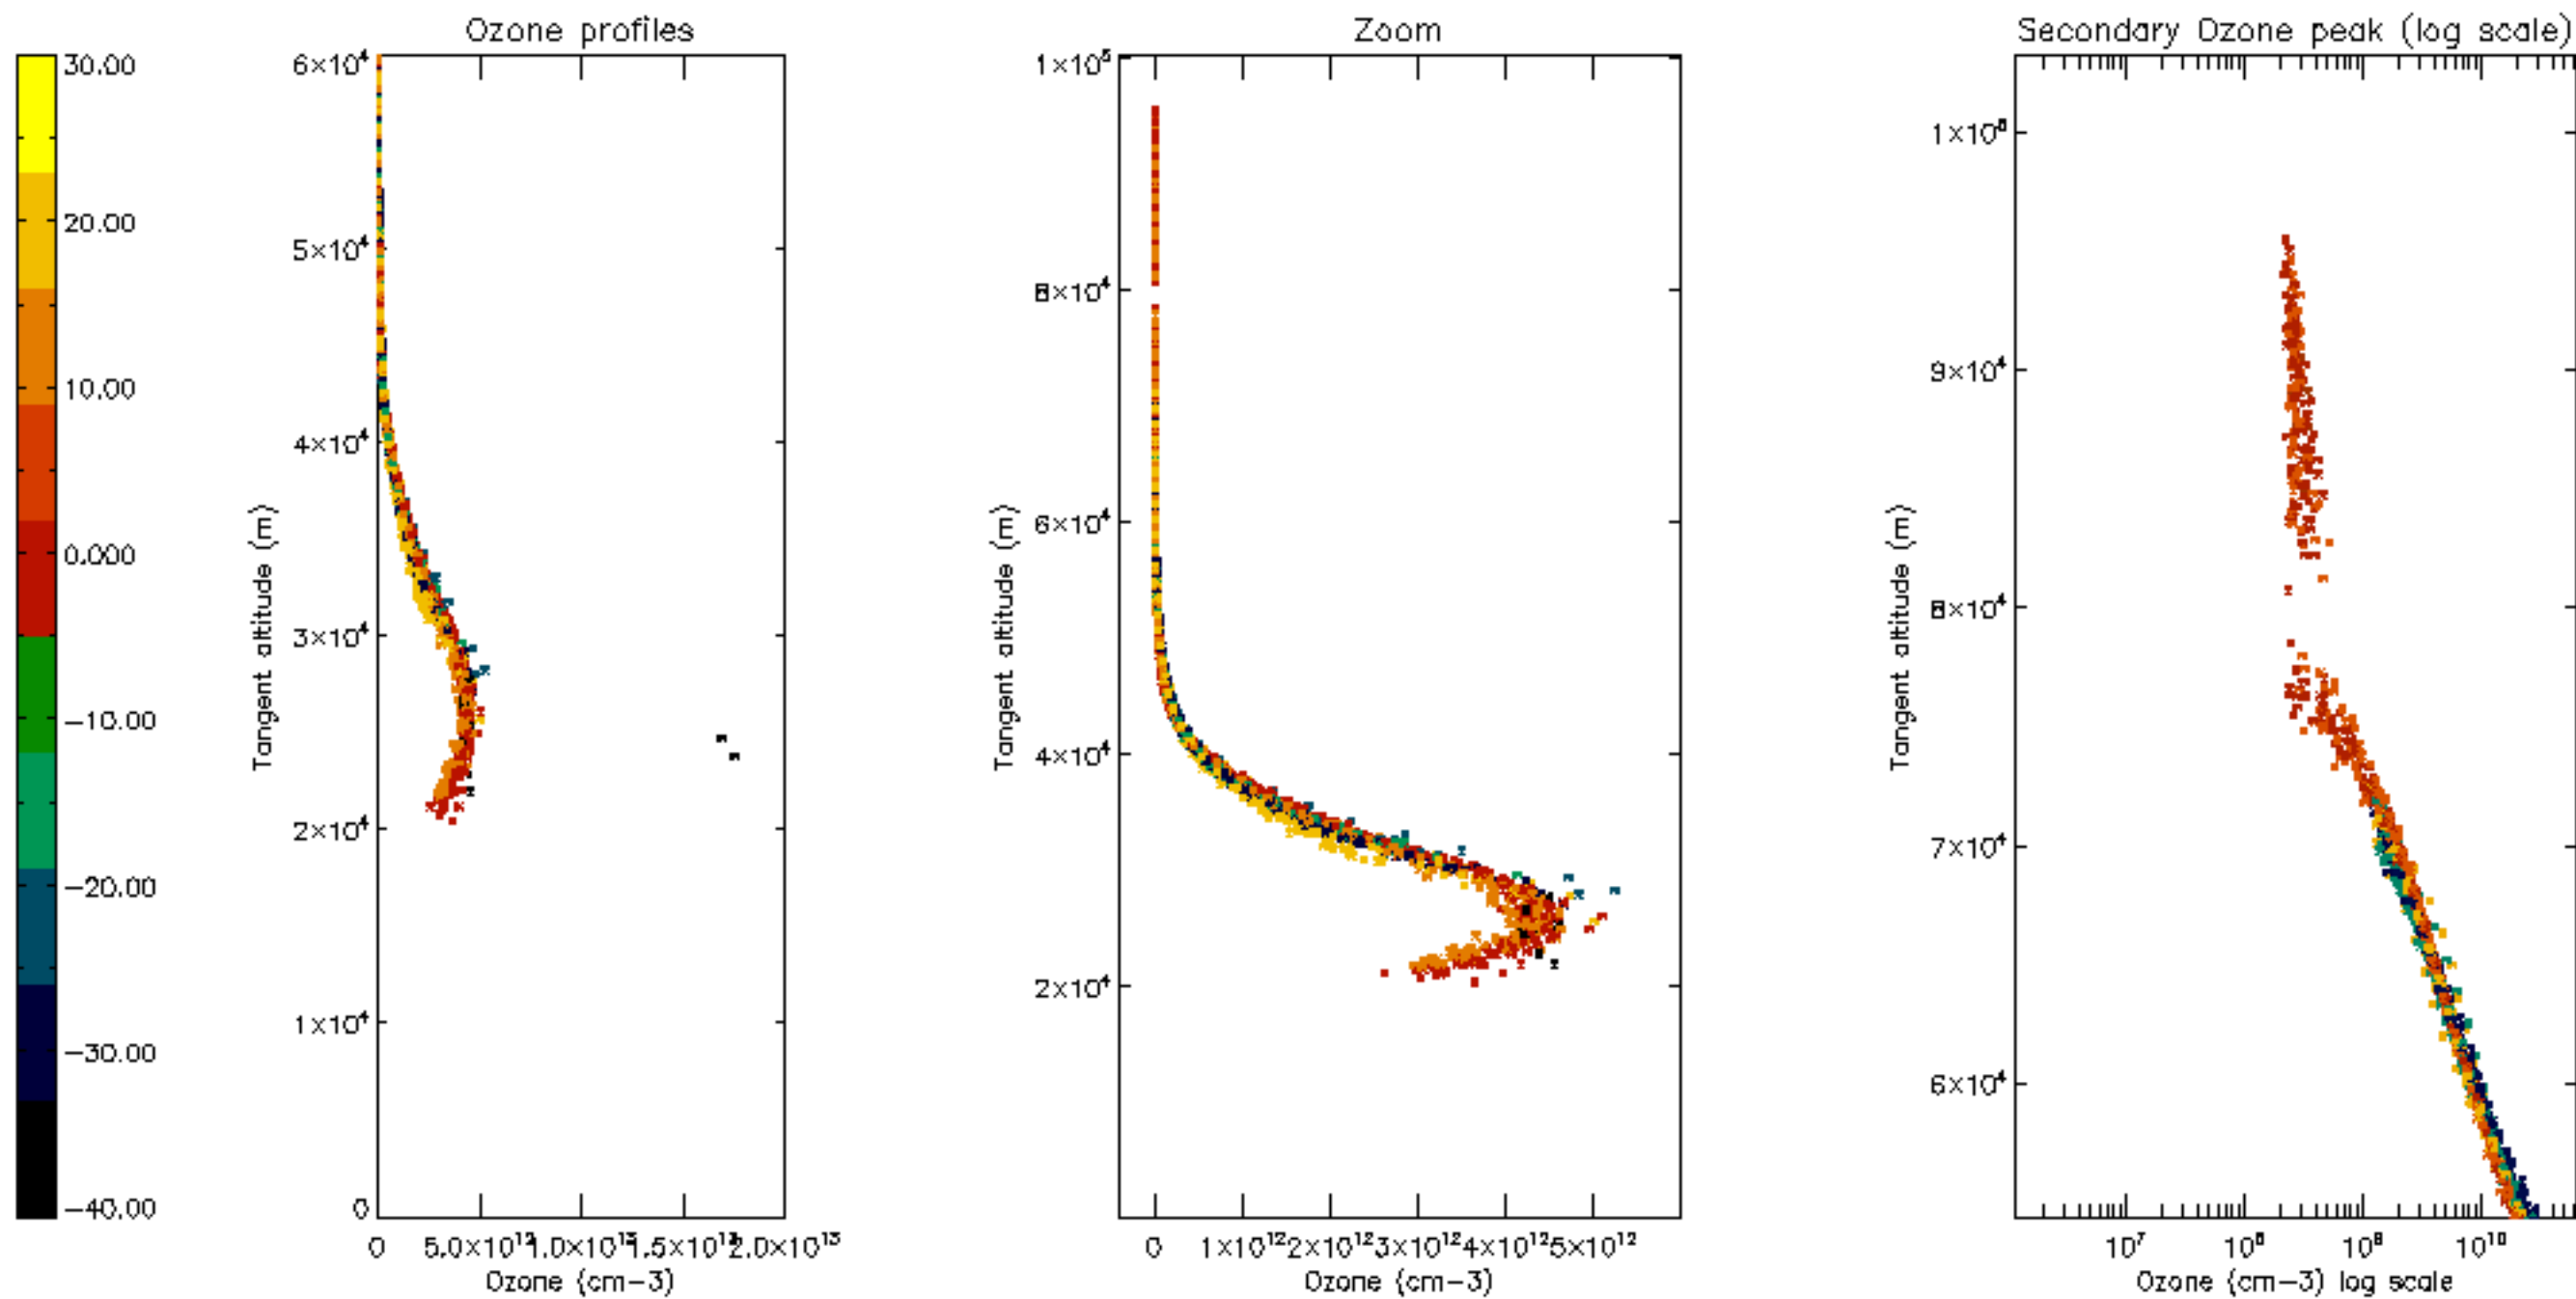 Ozone profiles
Zoom
Secondary Ozone peak (log scale)
30.00
20.00
10.00
0.000
−10.00
−20.00
−30.00
−40.00
Tangent altitude (m)
6×10⁴
5×10⁴
4×10⁴
3×10⁴
2×10⁴
1×10⁴
0
0 5.0×10¹² 1.0×10¹³ 1.5×10¹³ 2.0×10¹³
Ozone (cm−3)
Tangent altitude (m)
1×10⁵
8×10⁴
6×10⁴
4×10⁴
2×10⁴
0 1×10¹² 2×10¹² 3×10¹² 4×10¹² 5×10¹²
Ozone (cm−3)
Tangent altitude (m)
1×10⁵
9×10⁴
8×10⁴
7×10⁴
6×10⁴
10⁷ 10⁸ 10⁹ 10¹⁰
Ozone (cm−3) log scale